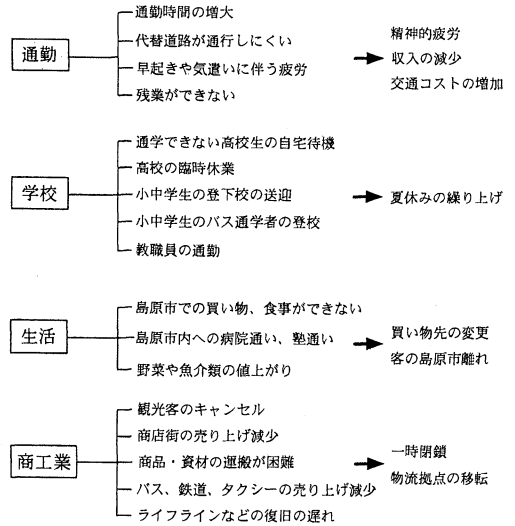 通勤
通勤時間の増大
代替道路が通行しにくい
早起きや気遣いに伴う疲労
残業ができない
精神的疲労
収入の減少
交通コストの増加
学校
通学できない高校生の自宅待機
高校の臨時休業
小中学生の登下校の送迎
小中学生のバス通学者の登校
教職員の通勤
夏休みの繰り上げ
生活
島原市での買い物、食事ができない
島原市内への病院通い、塾通い
野菜や魚介類の値上がり
買い物先の変更
客の島原市離れ
商工業
観光客のキャンセル
商店街の売り上げ減少
商品・資材の運搬が困難
バス、鉄道、タクシーの売り上げ減少
ライフラインなどの復旧の遅れ
一時閉鎖
物流拠点の移転